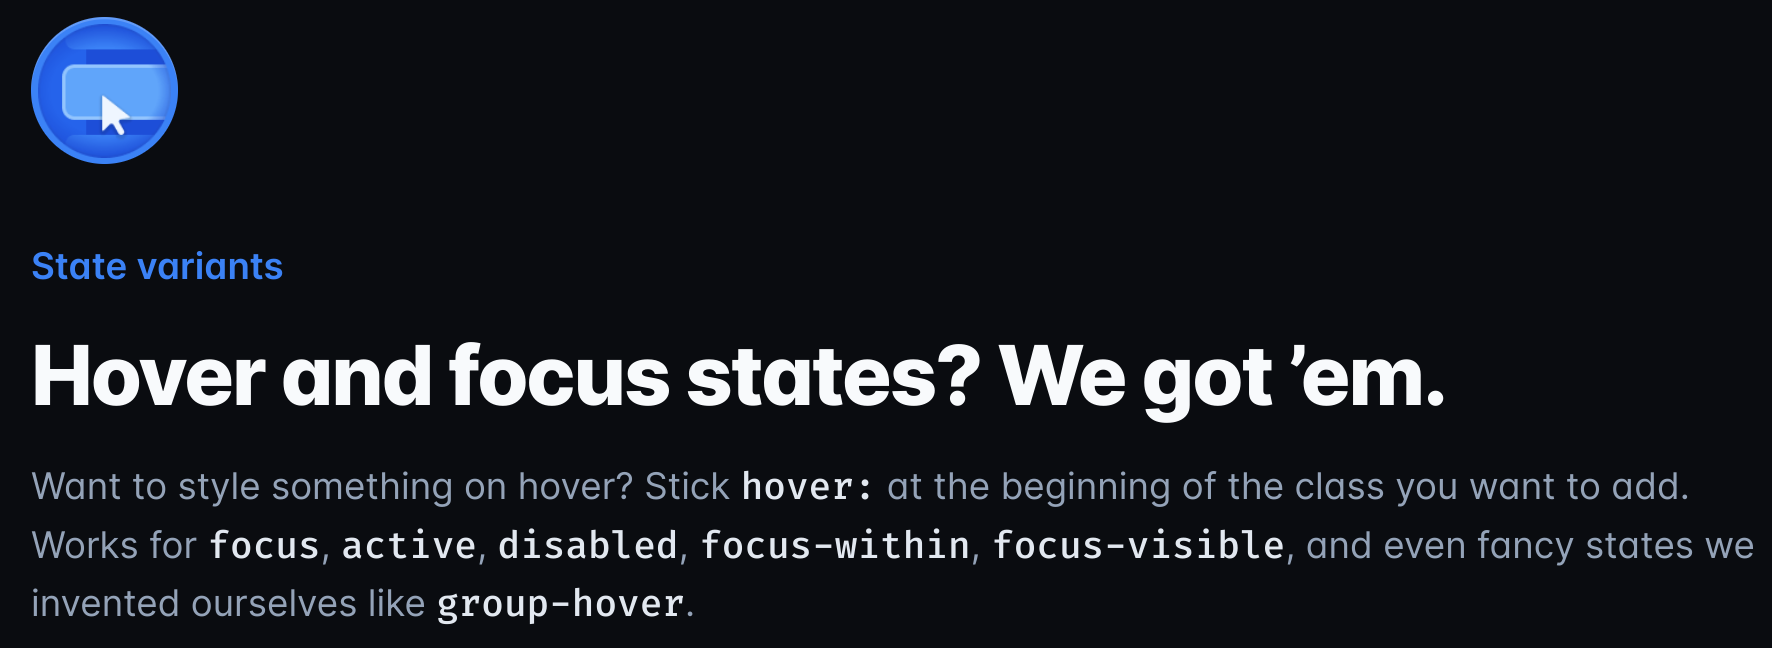 State variants
Hover and focus states? We got ’em.
Want to style something on hover? Stick hover: at the beginning of the class you want to add.
Works for focus, active, disabled, focus-within, focus-visible, and even fancy states we
invented ourselves like group-hover.